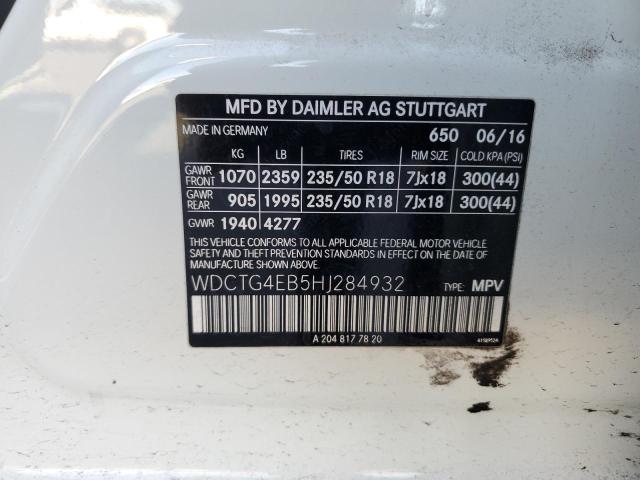 MFD BY DAIMLER AG STUTTGART
MADE IN GERMANY 650 06/16
KG LB TIRES RIM SIZE COLD KPA (PSI)
GAWR FRONT 1070 2359 235/50 R18 7Jx18 300(44)
GAWR REAR 905 1995 235/50 R18 7Jx18 300(44)
GVWR 1940 4277
THIS VEHICLE CONFORMS TO ALL APPLICABLE FEDERAL MOTOR VEHICLE
SAFETY AND THEFT PREVENTION STANDARDS IN EFFECT ON THE DATE
OF MANUFACTURE SHOWN ABOVE.
WDCTG4EB5HJ284932 TYPE: MPV
A 204 817 78 20